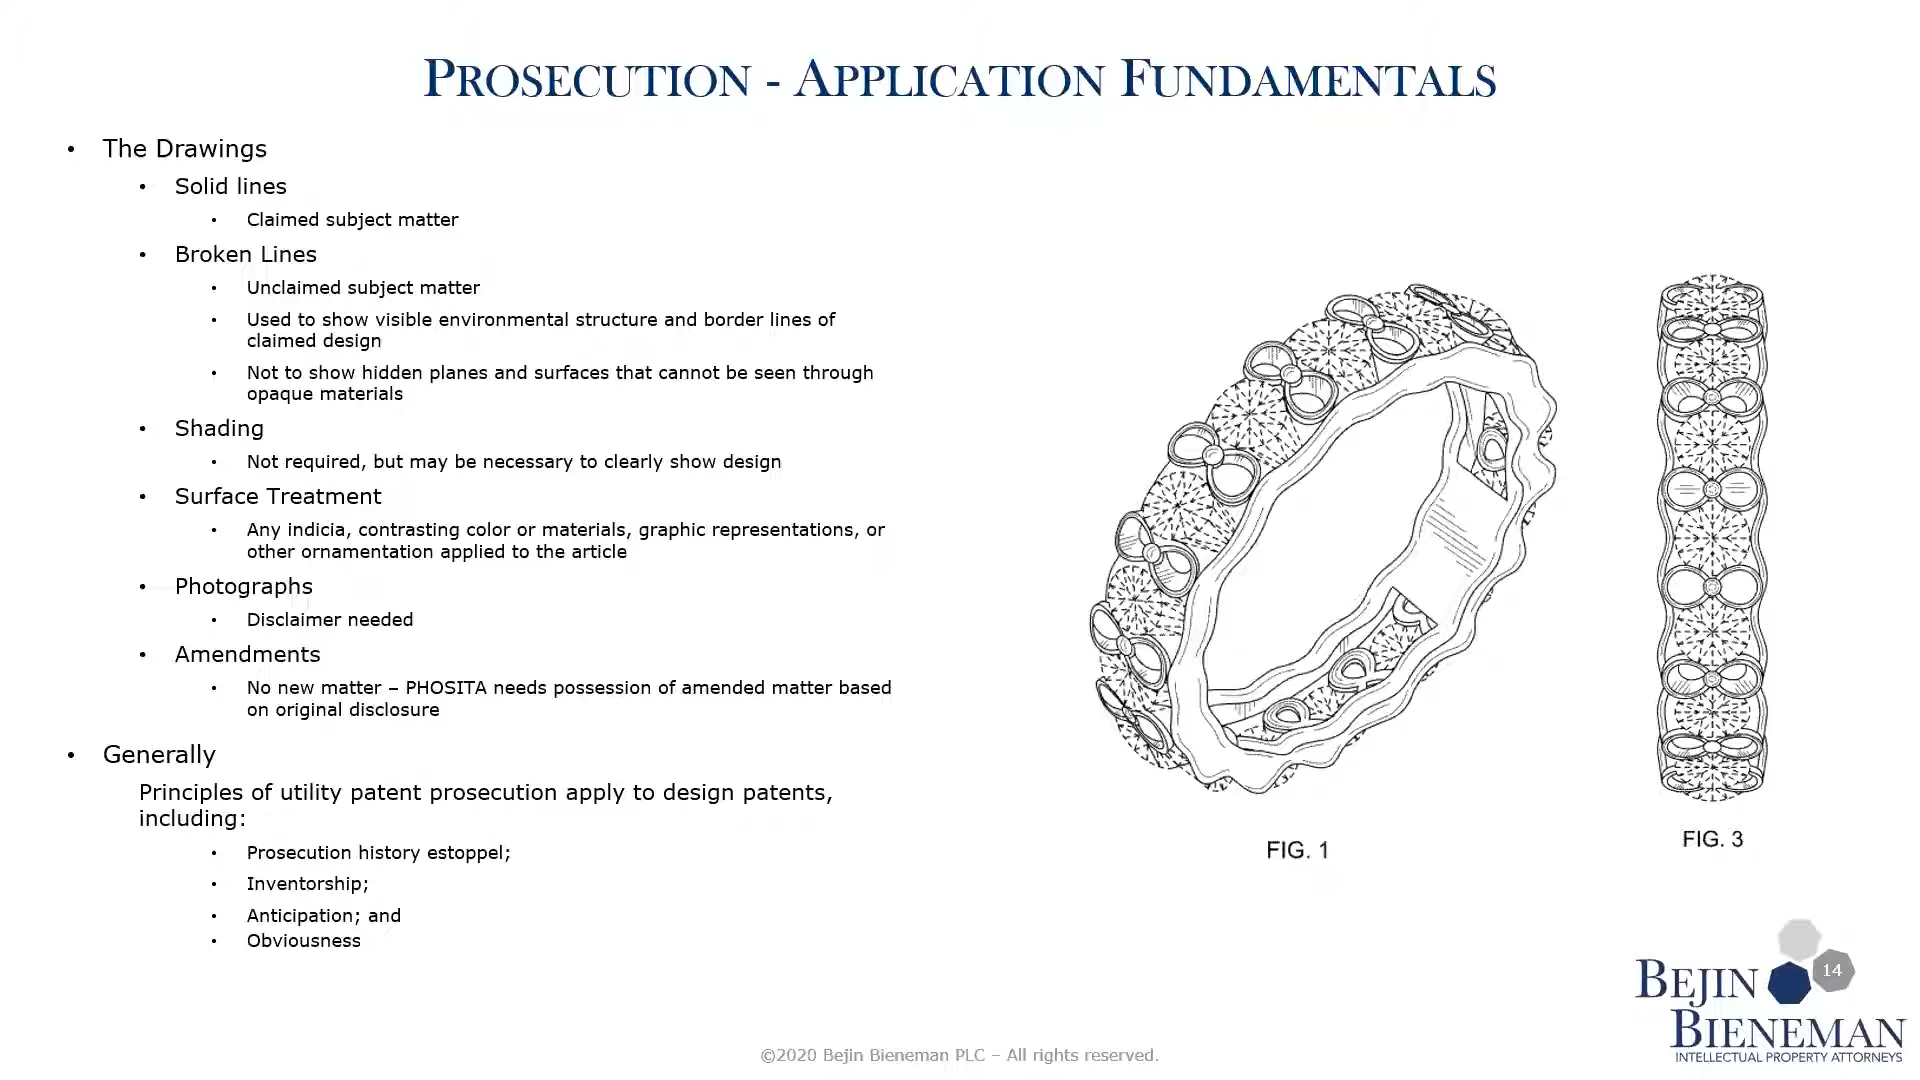 PROSECUTION - APPLICATION FUNDAMENTALS
• The Drawings
• Solid lines
• Claimed subject matter
• Broken Lines
• Unclaimed subject matter
• Used to show visible environmental structure and border lines of
claimed design
• Not to show hidden planes and surfaces that cannot be seen through
opaque materials
• Shading
• Not required, but may be necessary to clearly show design
• Surface Treatment
• Any indicia, contrasting color or materials, graphic representations, or
other ornamentation applied to the article
• Photographs
• Disclaimer needed
• Amendments
• No new matter – PHOSITA needs possession of amended matter based
on original disclosure
• Generally
Principles of utility patent prosecution apply to design patents,
including:
• Prosecution history estoppel;
• Inventorship;
• Anticipation; and
• Obviousness
FIG. 1
FIG. 3
14
BEJIN
BIENEMAN
INTELLECTUAL PROPERTY ATTORNEYS
©2020 Bejin Bieneman PLC – All rights reserved.